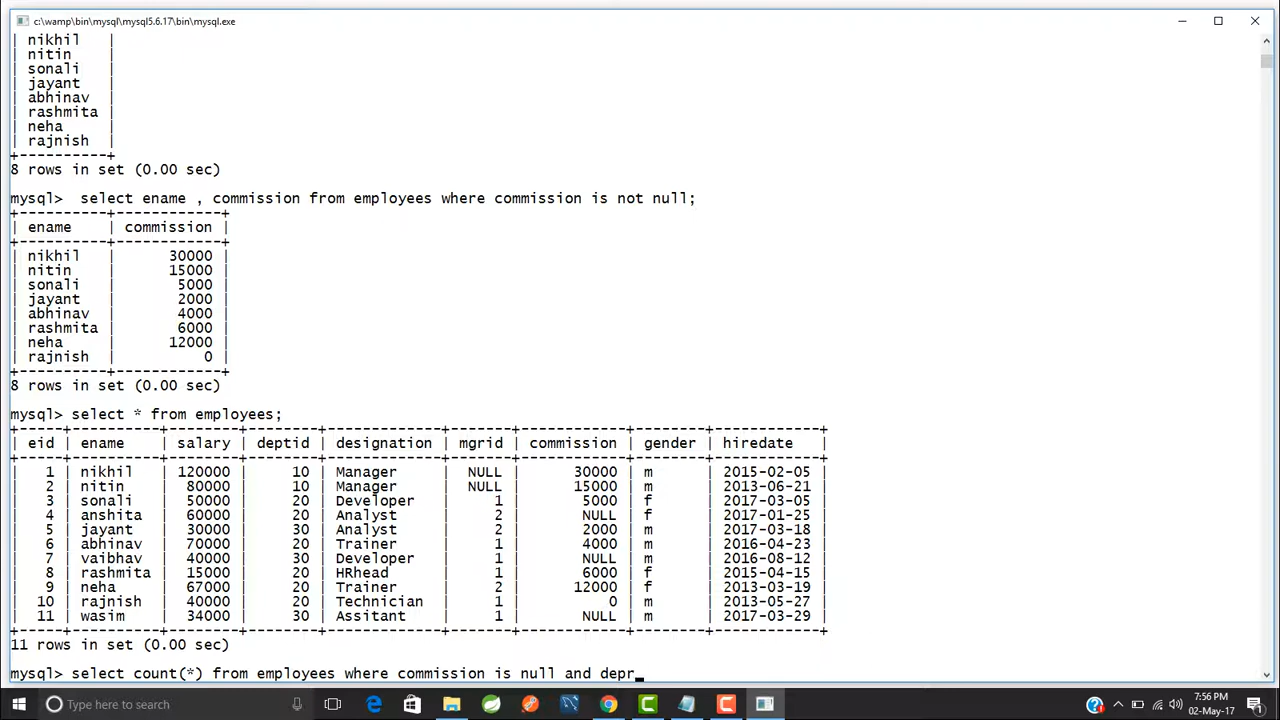 c:\wamp\bin\mysql\mysql5.6.17\bin\mysql.exe
| nikhil   |
| nitin    |
| sonali   |
| jayant   |
| abhinav  |
| rashmita |
| neha     |
| rajnish  |
+----------+
8 rows in set (0.00 sec)
mysql>  select ename , commission from employees where commission is not null;
+----------+------------+
| ename    | commission |
+----------+------------+
| nikhil   |      30000 |
| nitin    |      15000 |
| sonali   |       5000 |
| jayant   |       2000 |
| abhinav  |       4000 |
| rashmita |       6000 |
| neha     |      12000 |
| rajnish  |          0 |
+----------+------------+
8 rows in set (0.00 sec)
mysql> select * from employees;
+-----+----------+--------+--------+-------------+-------+------------+--------+------------+
| eid | ename    | salary | deptid | designation | mgrid | commission | gender | hiredate   |
+-----+----------+--------+--------+-------------+-------+------------+--------+------------+
|   1 | nikhil   | 120000 |     10 | Manager     |  NULL |      30000 | m      | 2015-02-05 |
|   2 | nitin    |  80000 |     10 | Manager     |  NULL |      15000 | m      | 2013-06-21 |
|   3 | sonali   |  50000 |     20 | Developer   |     1 |       5000 | f      | 2017-03-05 |
|   4 | anshita  |  60000 |     20 | Analyst     |     2 |       NULL | f      | 2017-01-25 |
|   5 | jayant   |  30000 |     30 | Analyst     |     2 |       2000 | m      | 2017-03-18 |
|   6 | abhinav  |  70000 |     20 | Trainer     |     1 |       4000 | m      | 2016-04-23 |
|   7 | vaibhav  |  40000 |     30 | Developer   |     1 |       NULL | m      | 2016-08-12 |
|   8 | rashmita |  15000 |     20 | HRhead      |     1 |       6000 | f      | 2015-04-15 |
|   9 | neha     |  67000 |     20 | Trainer     |     2 |      12000 | f      | 2013-03-19 |
|  10 | rajnish  |  40000 |     20 | Technician  |     1 |          0 | m      | 2013-05-27 |
|  11 | wasim    |  34000 |     30 | Assitant    |     1 |       NULL | m      | 2017-03-29 |
+-----+----------+--------+--------+-------------+-------+------------+--------+------------+
11 rows in set (0.00 sec)
mysql> select count(*) from employees where commission is null and depr_
Type here to search
7:56 PM
02-May-17